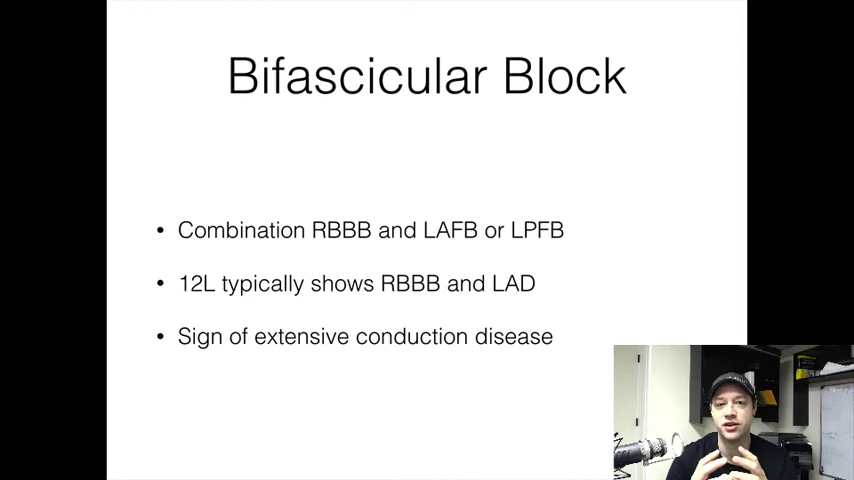 Bifascicular Block
• Combination RBBB and LAFB or LPFB
• 12L typically shows RBBB and LAD
• Sign of extensive conduction disease